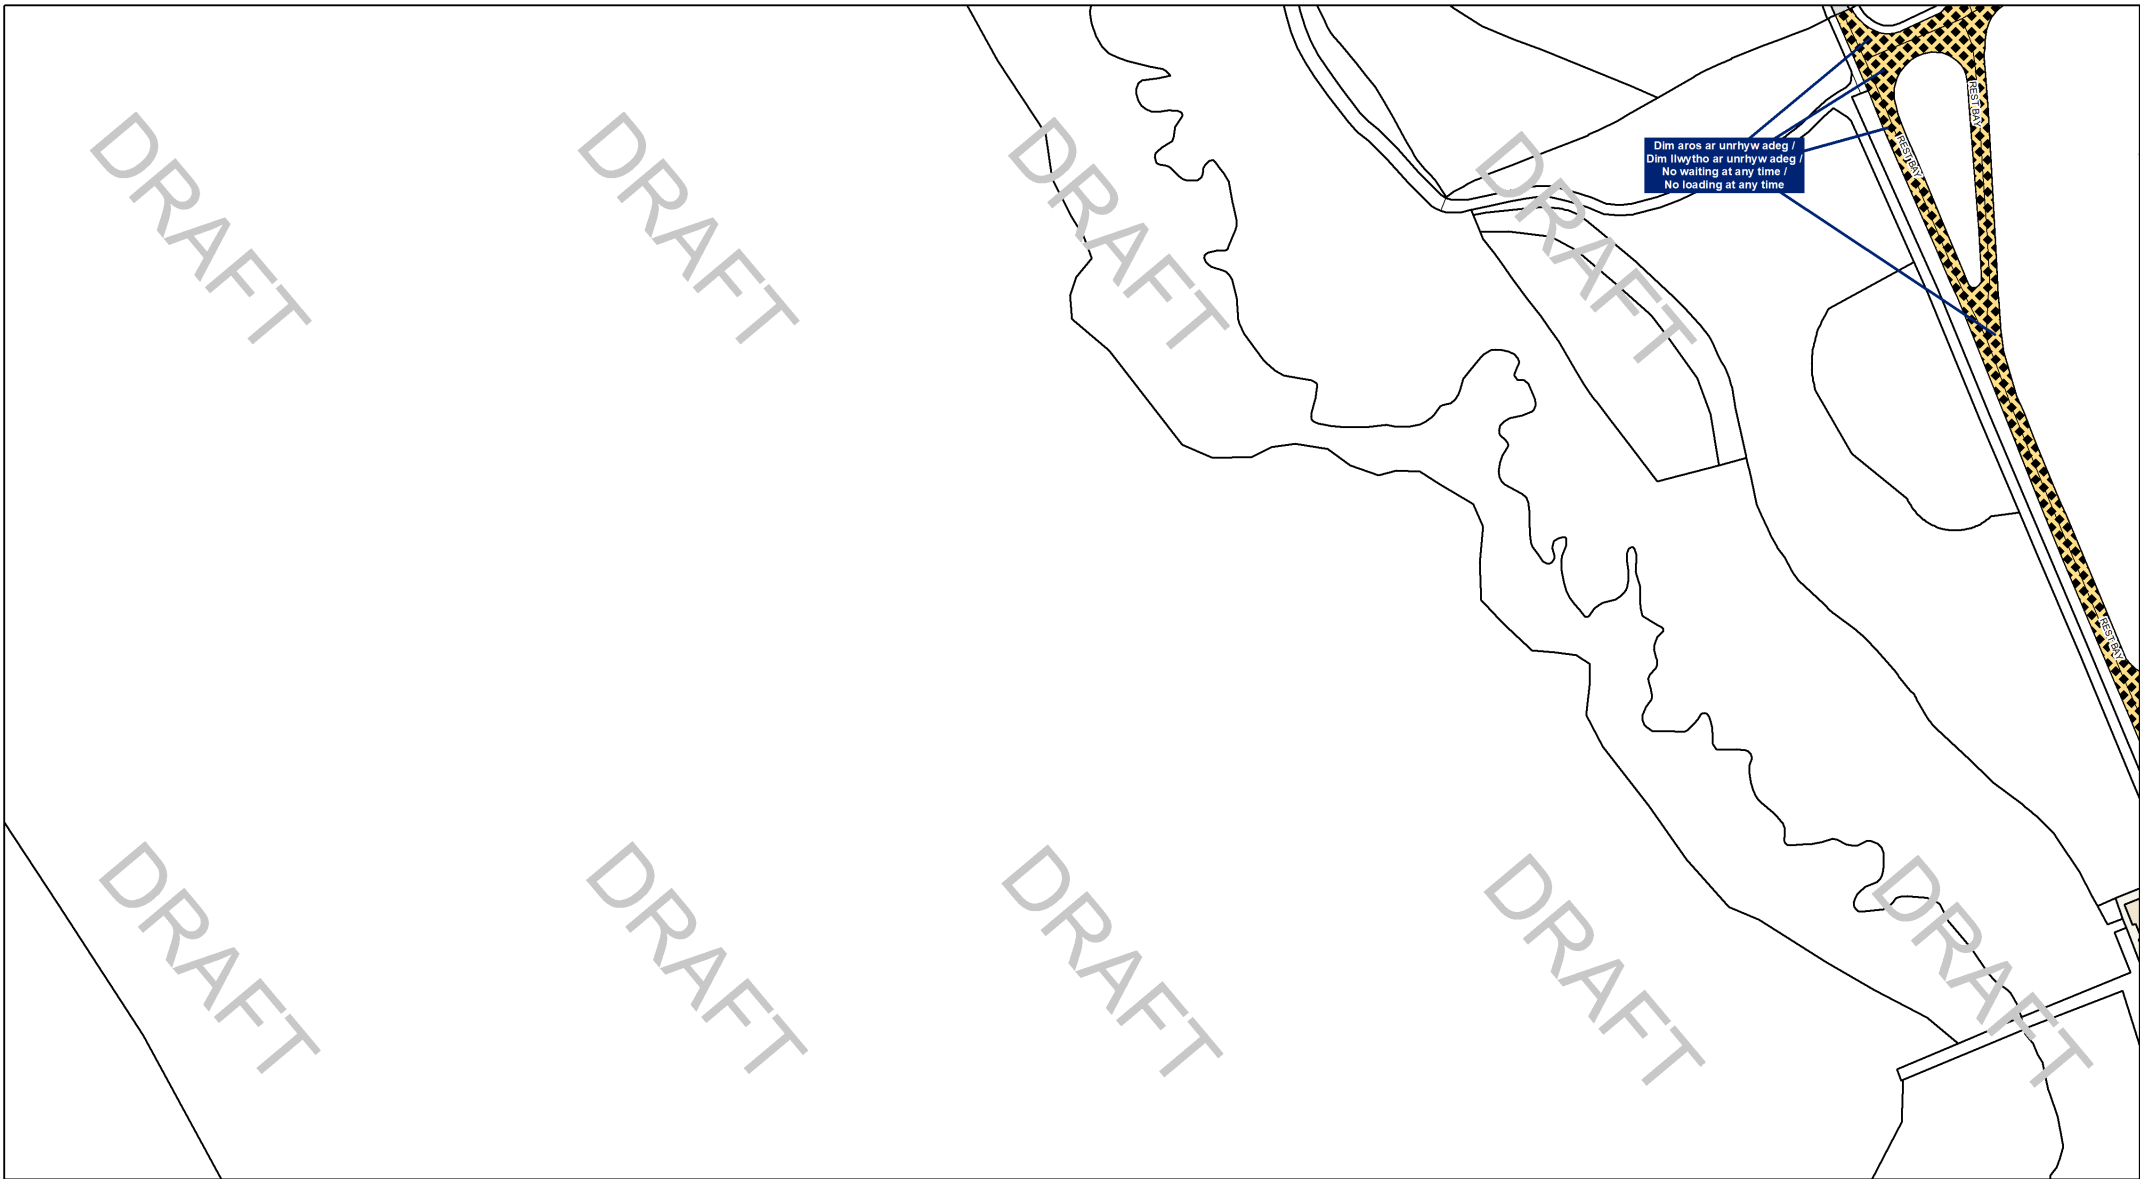 REST BAY
REST BAY
Dim aros ar unrhyw adeg /
Dim llwytho ar unrhyw adeg /
No waiting at any time /
No loading at any time
DRAFT
DRAFT
DRAFT
DRAFT
REST BAY
DRAFT
DRAFT
DRAFT
DRAFT
DRAFT